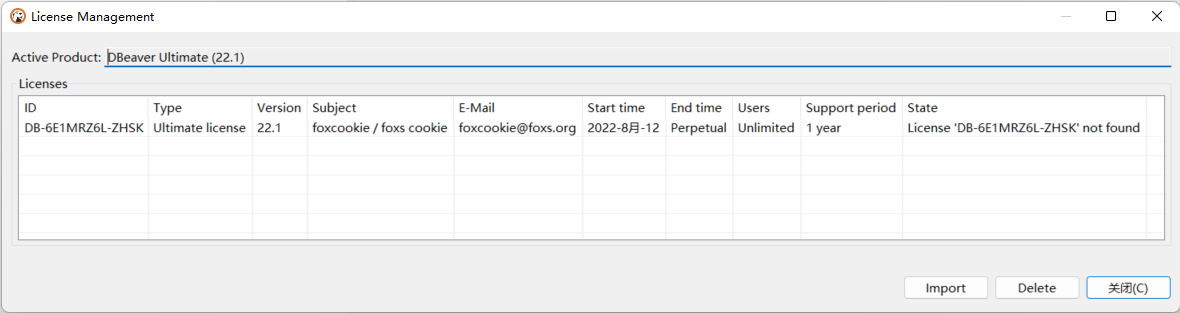 License Management
Active Product: DBeaver Ultimate (22.1)
Licenses
ID Type Version Subject E-Mail Start time End time Users Support period State
DB-6E1MRZ6L-ZHSK Ultimate license 22.1 foxcookie / foxs cookie foxcookie@foxs.org 2022-8月-12 Perpetual Unlimited 1 year License 'DB-6E1MRZ6L-ZHSK' not found
Import Delete 关闭(C)